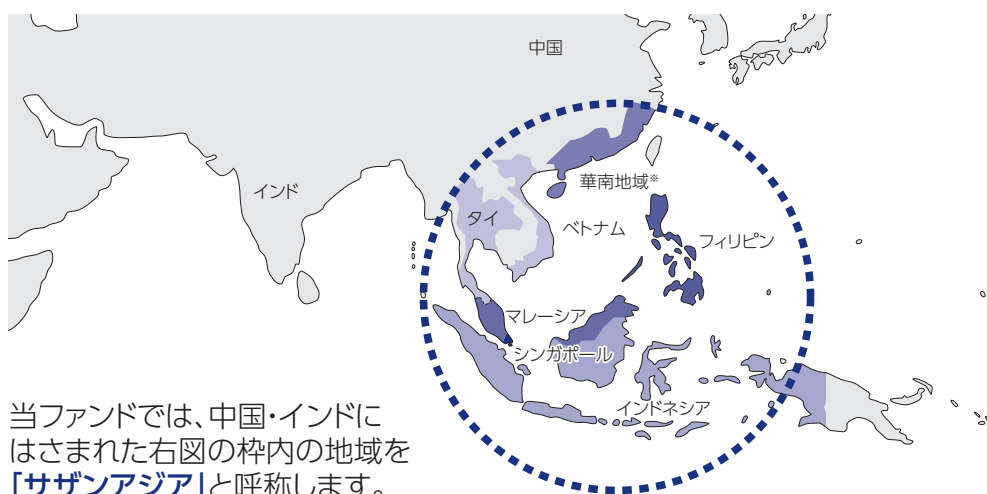 中国
インド
華南地域※
タイ
ベトナム
フィリピン
マレーシア
シンガポール
インドネシア
当ファンドでは、中国・インドに
はさまれた右図の枠内の地域を
「サザンアジア」と呼称します。